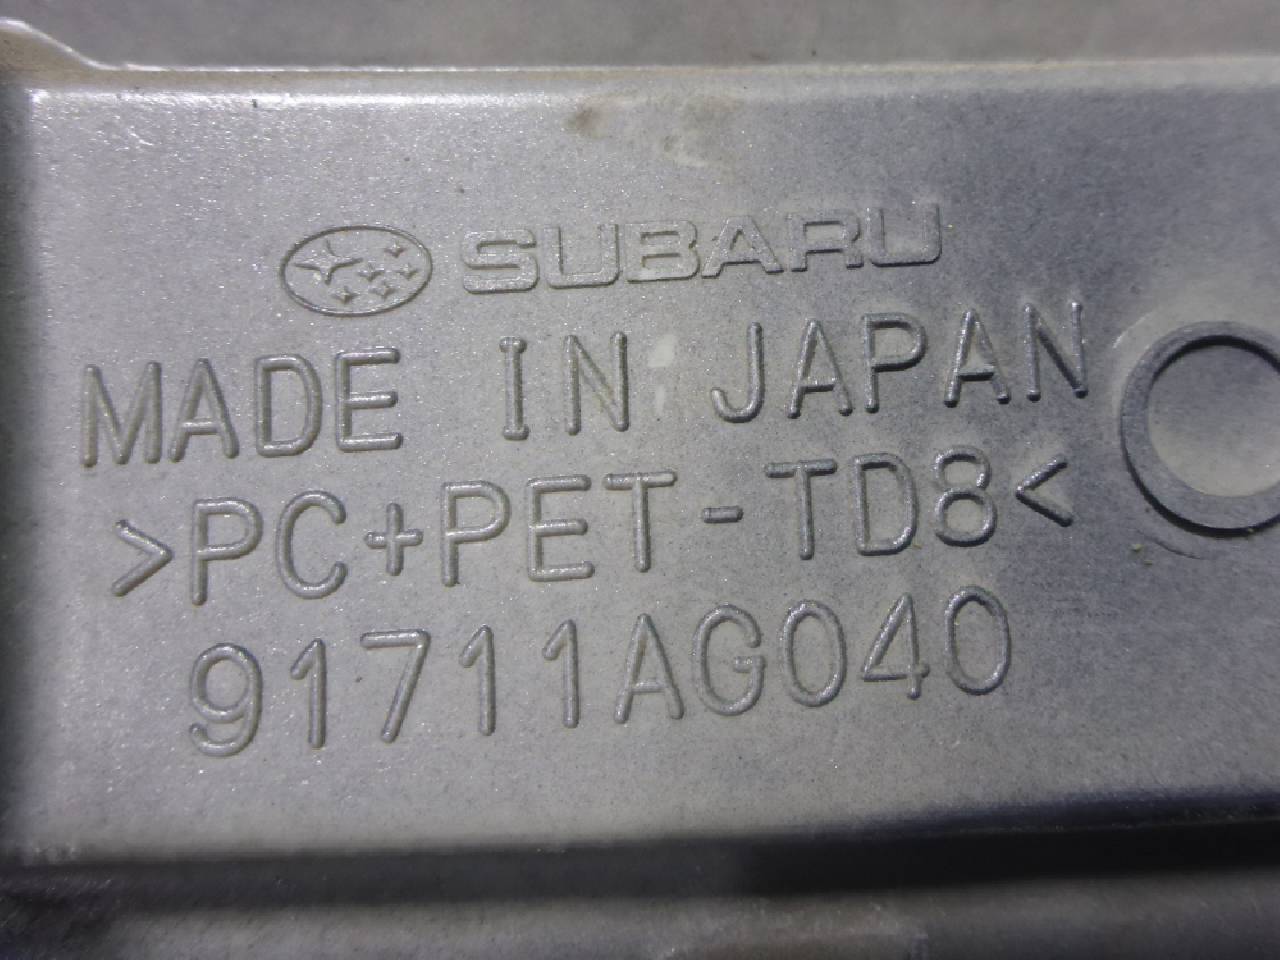 SUBARU
MADE IN JAPAN
>PC+PET-TD8<
91711AG040